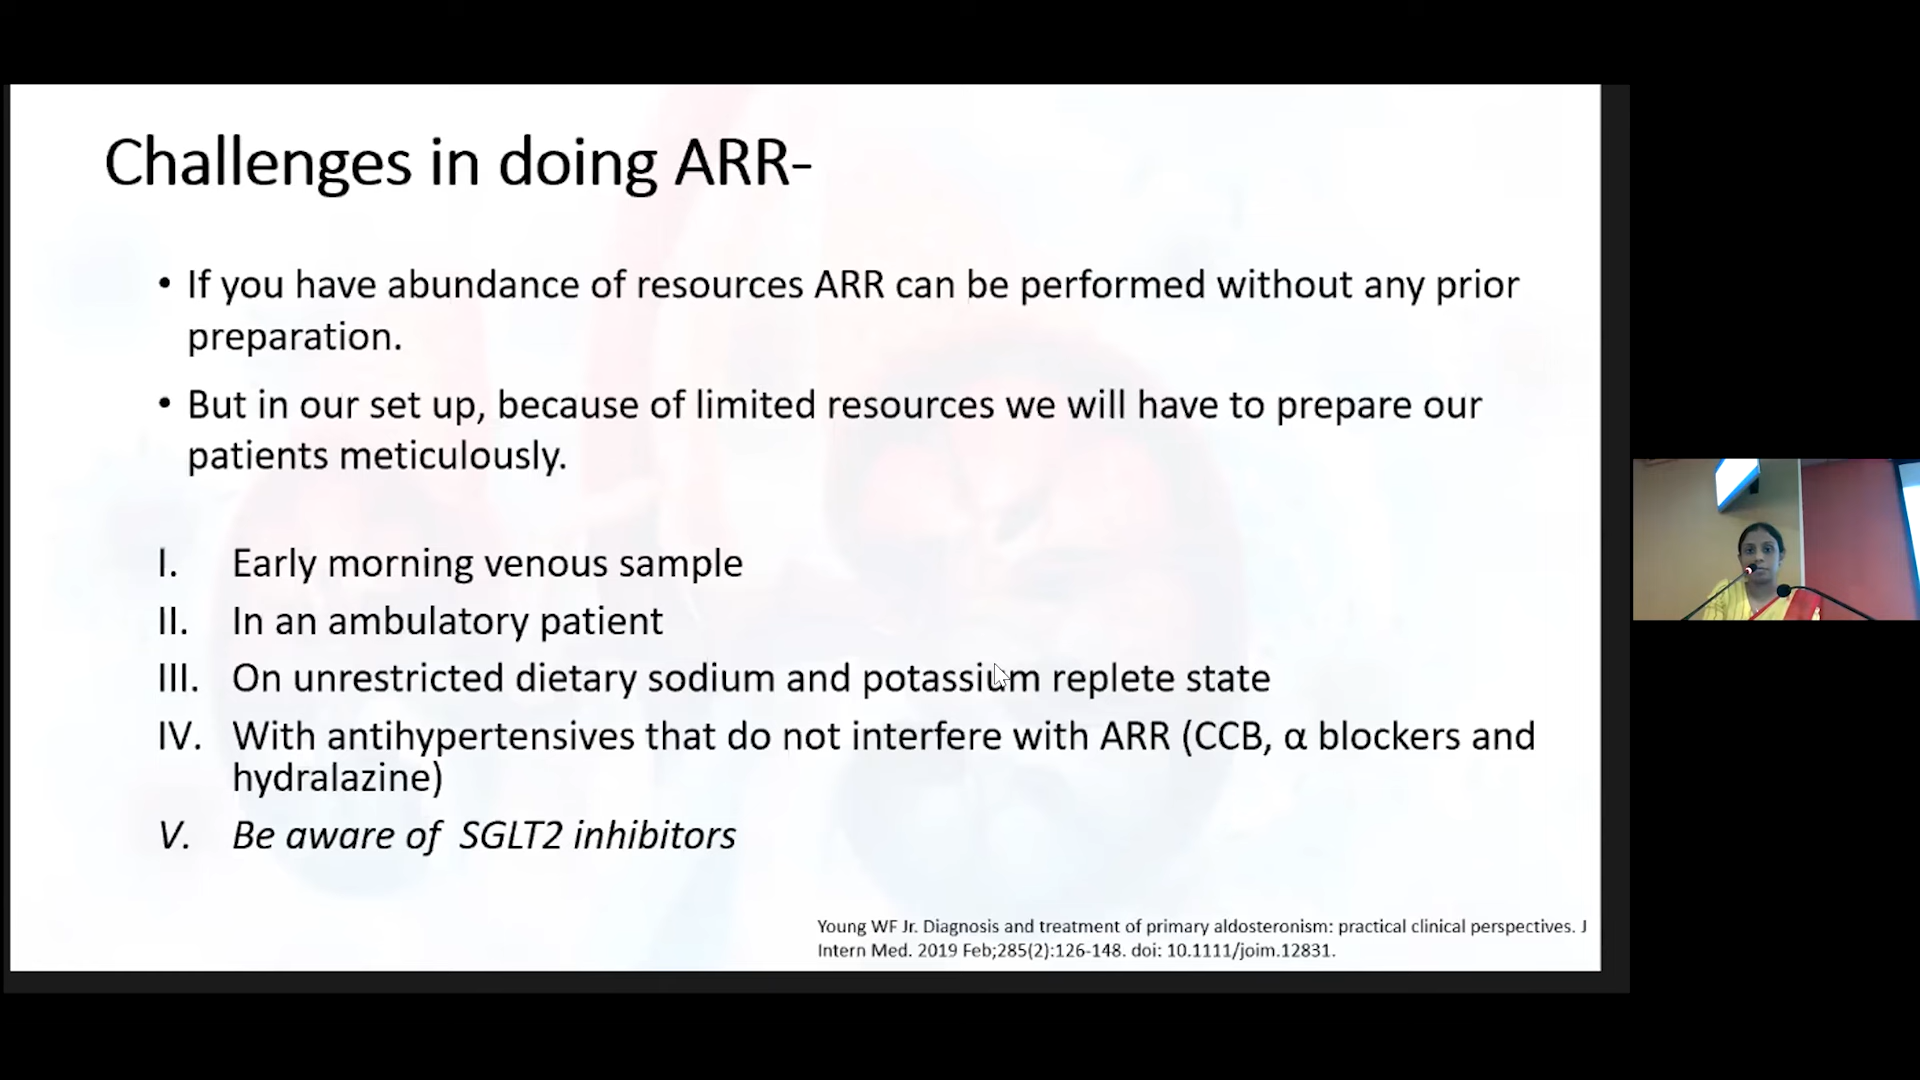 Challenges in doing ARR-
• If you have abundance of resources ARR can be performed without any prior
preparation.
• But in our set up, because of limited resources we will have to prepare our
patients meticulously.
I. Early morning venous sample
II. In an ambulatory patient
III. On unrestricted dietary sodium and potassium replete state
IV. With antihypertensives that do not interfere with ARR (CCB, α blockers and
hydralazine)
V. Be aware of SGLT2 inhibitors
Young WF Jr. Diagnosis and treatment of primary aldosteronism: practical clinical perspectives. J
Intern Med. 2019 Feb;285(2):126-148. doi: 10.1111/joim.12831.